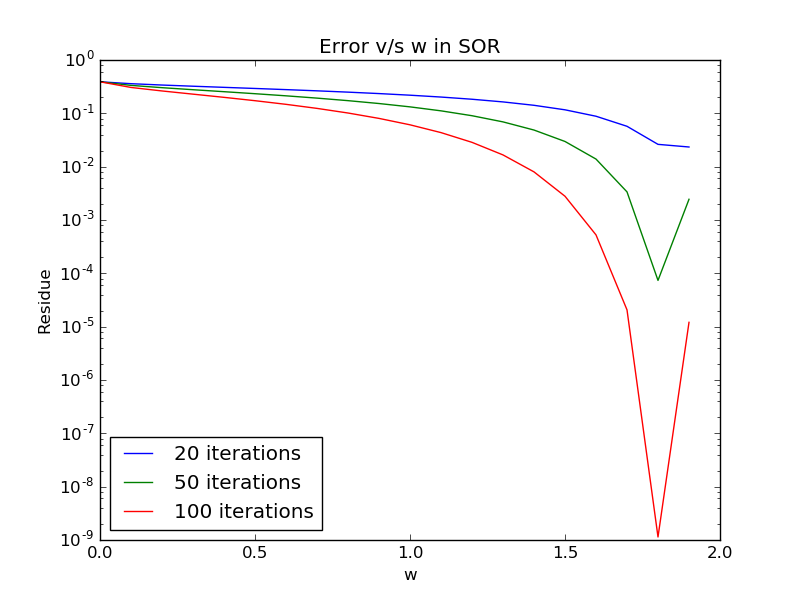 Error v/s w in SOR
Residue
10^0
10^-1
10^-2
10^-3
10^-4
10^-5
10^-6
10^-7
10^-8
10^-9
20 iterations
50 iterations
100 iterations
0.0 0.5 1.0 1.5 2.0
w